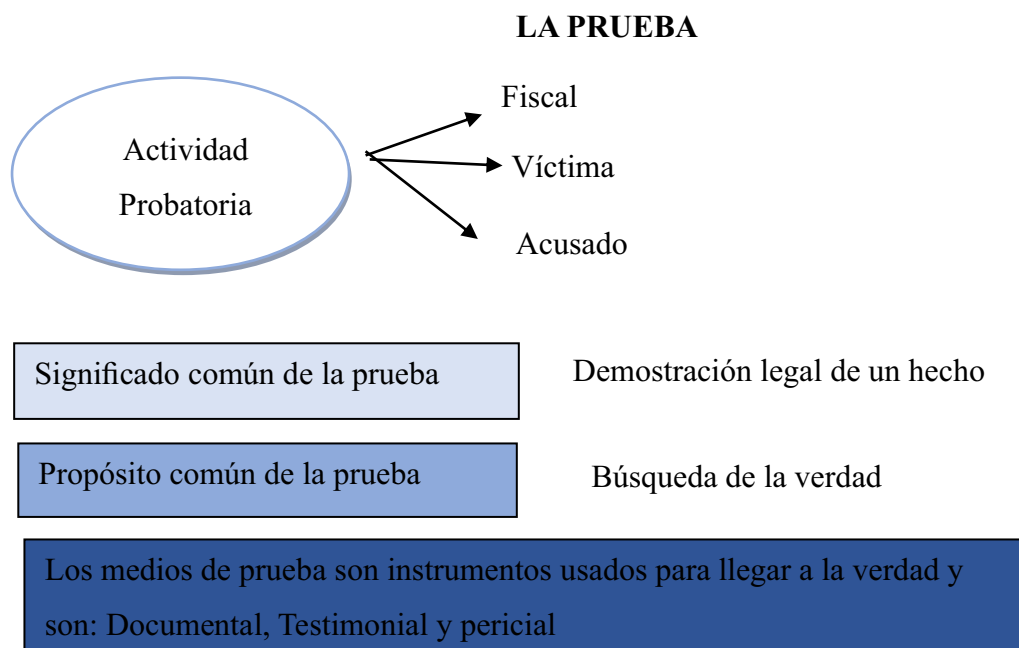 LA PRUEBA
Fiscal
Actividad
Probatoria
Víctima
Acusado
Significado común de la prueba
Demostración legal de un hecho
Propósito común de la prueba
Búsqueda de la verdad
Los medios de prueba son instrumentos usados para llegar a la verdad y
son: Documental, Testimonial y pericial